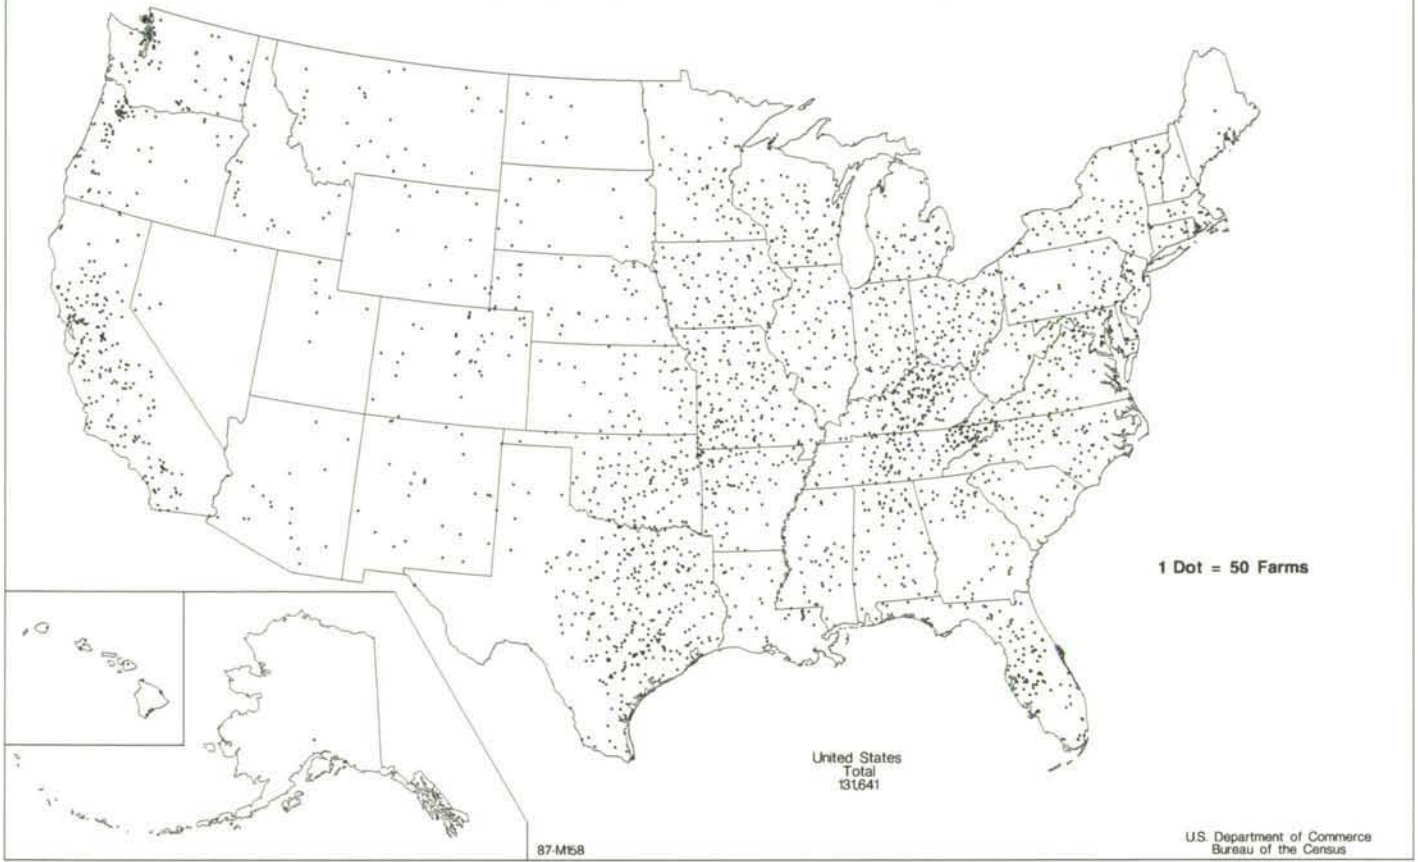 1 Dot = 50 Farms
United States
Total
131,641
87-M158
U.S. Department of Commerce
Bureau of the Census